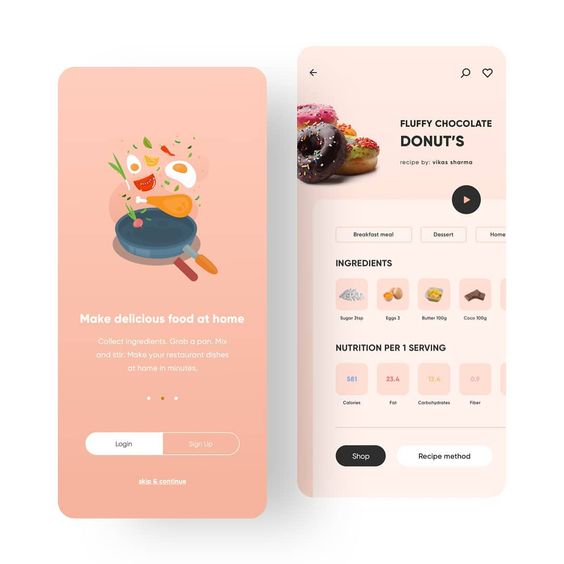 Make delicious food at home
Collect ingredients. Grab a pan. Mix
and stir. Make your restaurant dishes
at home in minutes.
Login
Sign Up
skip & continue
FLUFFY CHOCOLATE
DONUT'S
recipe by: vikas sharma
Breakfast meal
Dessert
Home
INGREDIENTS
Sugar 3tsp
Eggs 3
Butter 100g
Coco 100g
NUTRITION PER 1 SERVING
581
23.4
13.4
0.9
Calories
Fat
Carbohydrates
Fiber
Shop
Recipe method